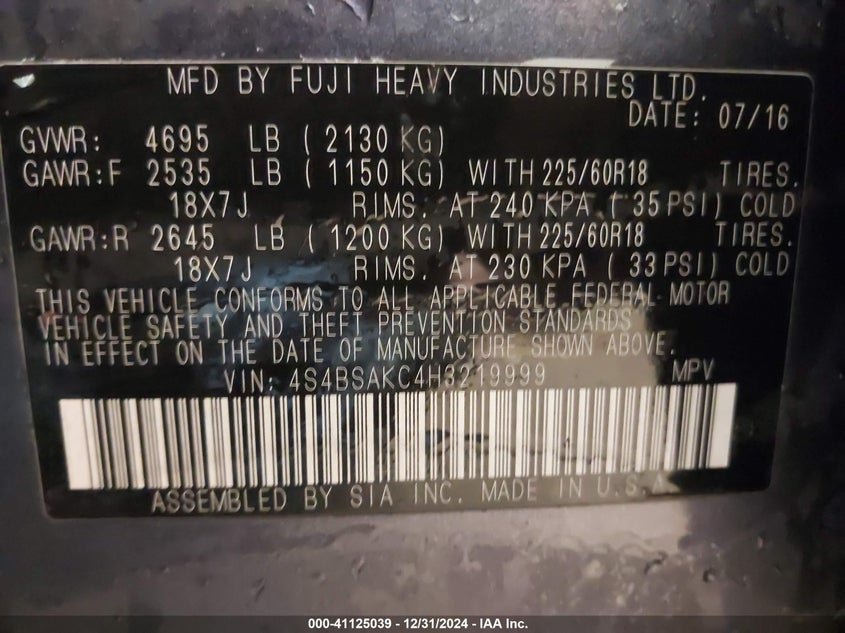 MFD BY FUJI HEAVY INDUSTRIES LTD.
DATE: 07/16
GVWR: 4695 LB ( 2130 KG)
GAWR:F 2535 LB ( 1150 KG) WITH 225/60R18 TIRES.
18X7J RIMS. AT 240 KPA ( 35 PSI) COLD
GAWR:R 2645 LB ( 1200 KG) WITH 225/60R18 TIRES.
18X7J RIMS. AT 230 KPA ( 33 PSI) COLD
THIS VEHICLE CONFORMS TO ALL APPLICABLE FEDERAL MOTOR
VEHICLE SAFETY AND THEFT PREVENTION STANDARDS
IN EFFECT ON THE DATE OF MANUFACTURE SHOWN ABOVE.
VIN: 4S4BSAKC4H3219999 MPV
ASSEMBLED BY SIA INC. MADE IN U.S.A.
000-41125039 - 12/31/2024 - IAA Inc.